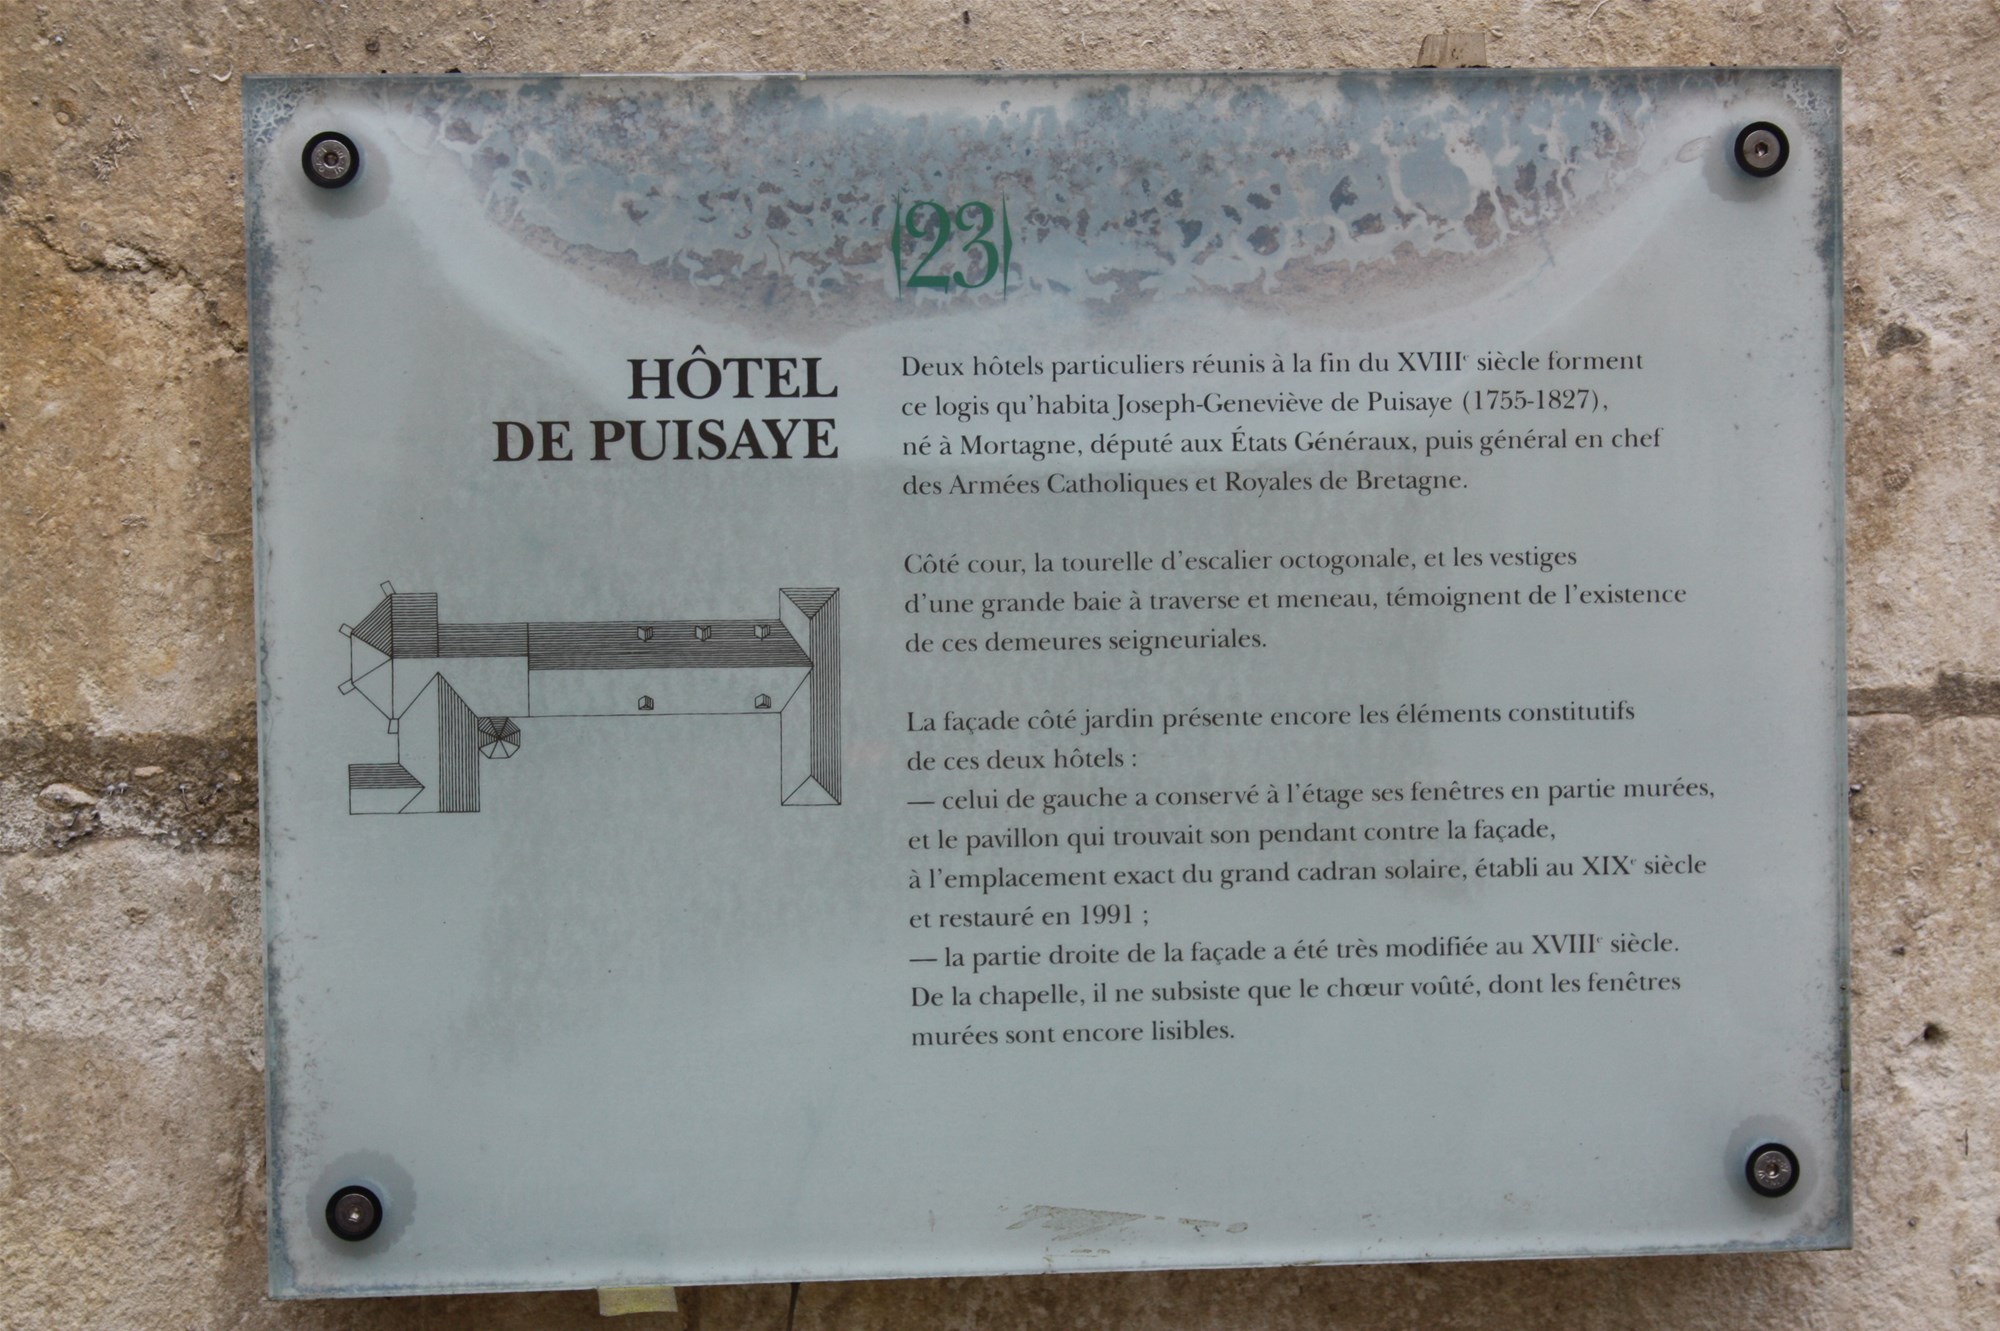 23
HÔTEL
DE PUISAYE
Deux hôtels particuliers réunis à la fin du XVIIIᵉ siècle forment
ce logis qu'habita Joseph-Geneviève de Puisaye (1755-1827),
né à Mortagne, député aux États Généraux, puis général en chef
des Armées Catholiques et Royales de Bretagne.
Côté cour, la tourelle d'escalier octogonale, et les vestiges
d'une grande baie à traverse et meneau, témoignent de l'existence
de ces demeures seigneuriales.
La façade côté jardin présente encore les éléments constitutifs
de ces deux hôtels :
— celui de gauche a conservé à l'étage ses fenêtres en partie murées,
et le pavillon qui trouvait son pendant contre la façade,
à l'emplacement exact du grand cadran solaire, établi au XIXᵉ siècle
et restauré en 1991 ;
— la partie droite de la façade a été très modifiée au XVIIIᵉ siècle.
De la chapelle, il ne subsiste que le chœur voûté, dont les fenêtres
murées sont encore lisibles.